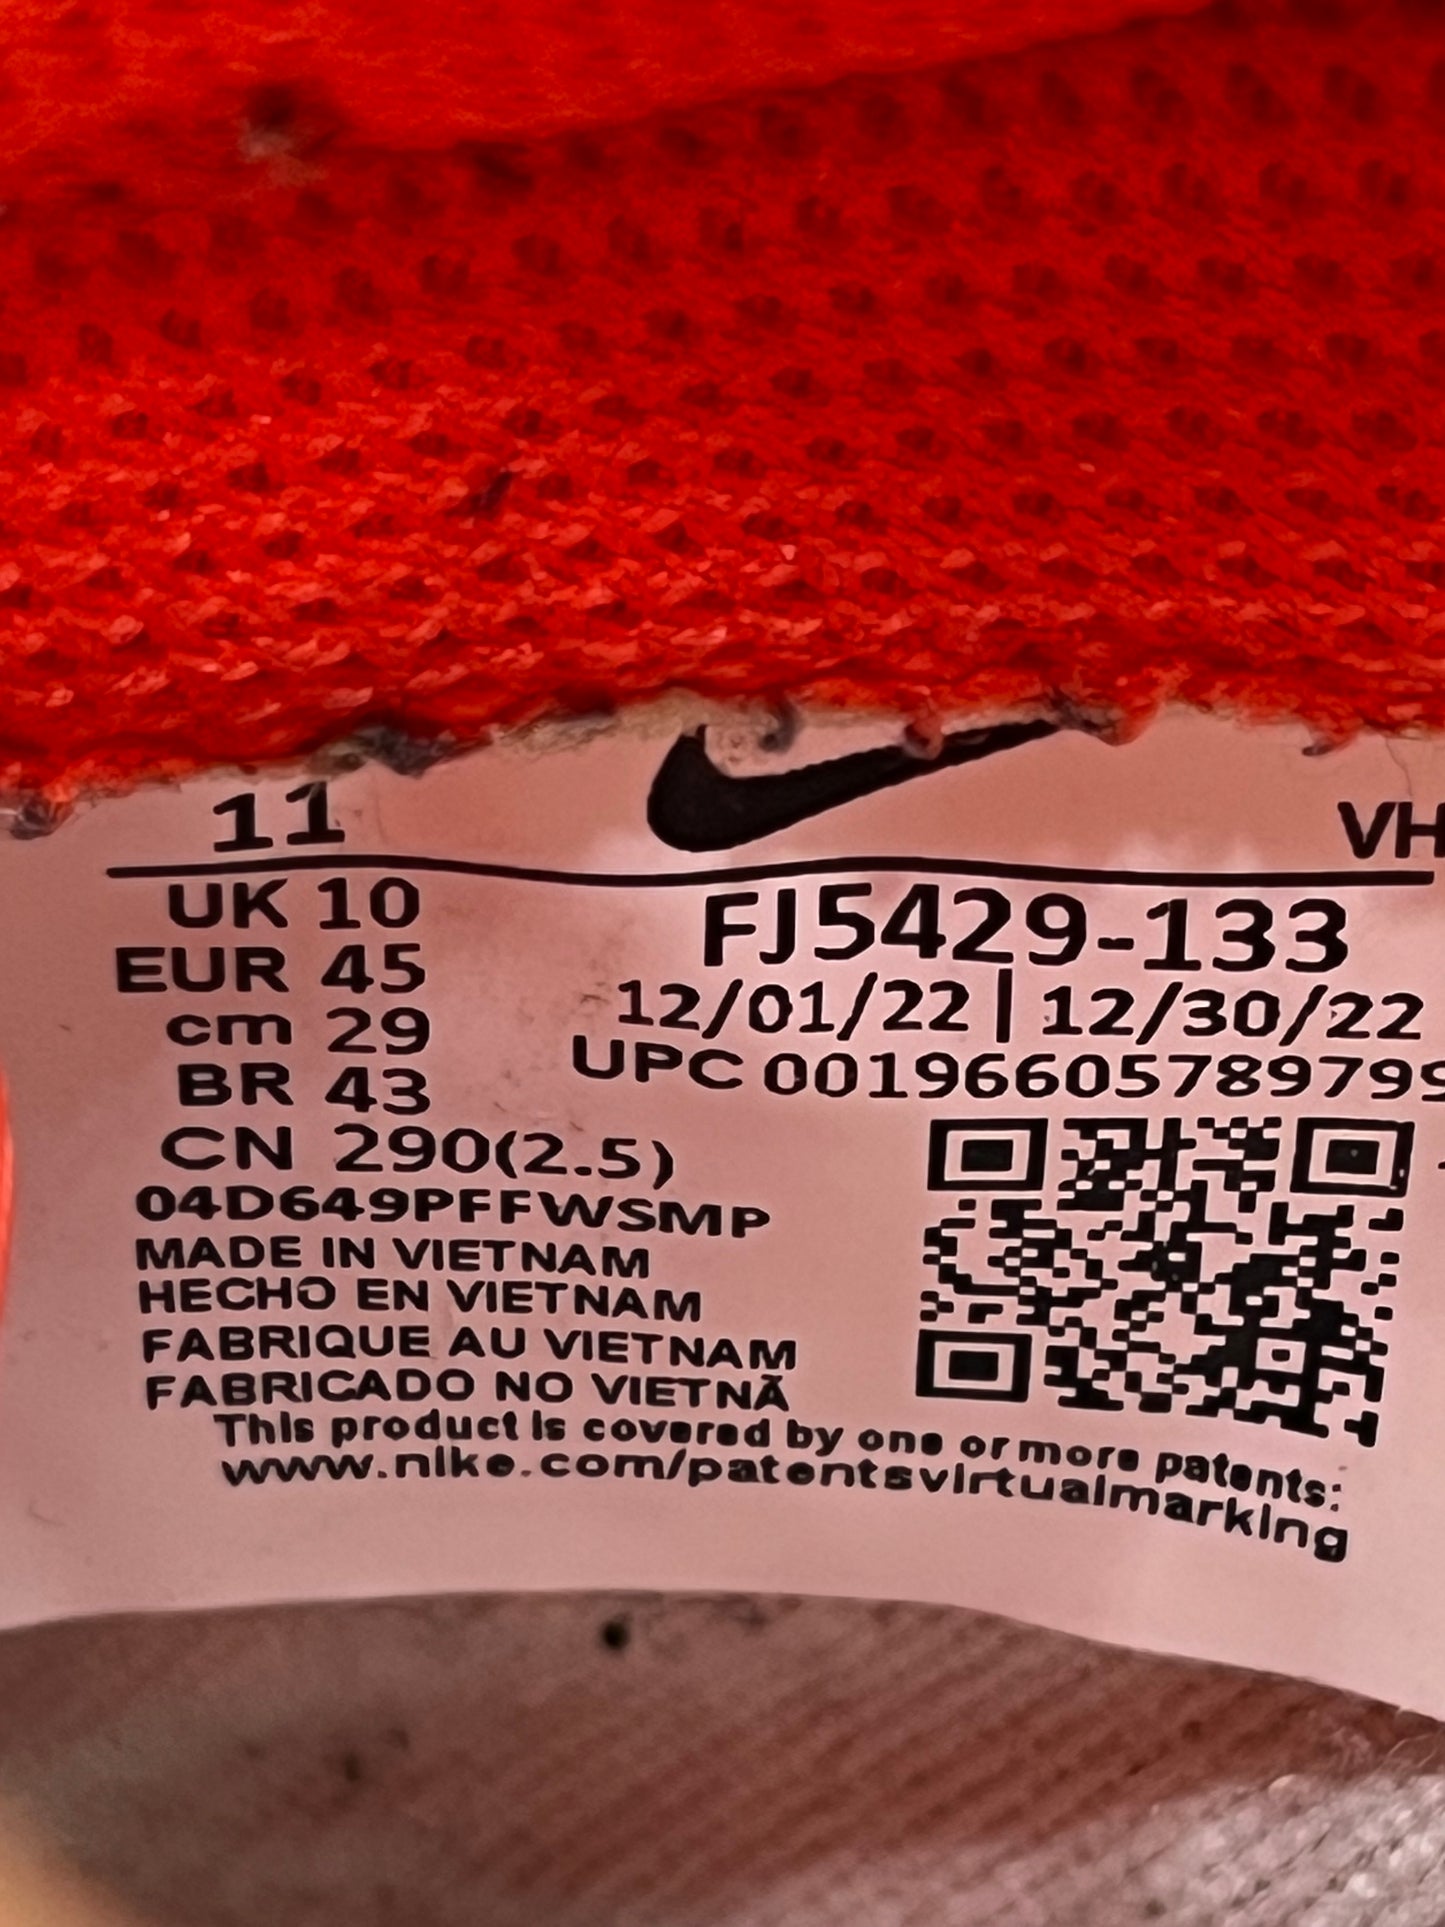 11
VH
UK 10
EUR 45
cm 29
BR 43
CN 290(2.5)
FJ5429-133
12/01/22 | 12/30/22
UPC 00196605789799
04D649PFFWSMP
MADE IN VIETNAM
HECHO EN VIETNAM
FABRIQUE AU VIETNAM
FABRICADO NO VIETNÃ
This product is covered by one or more patents:
www.nike.com/patentsvirtualmarking